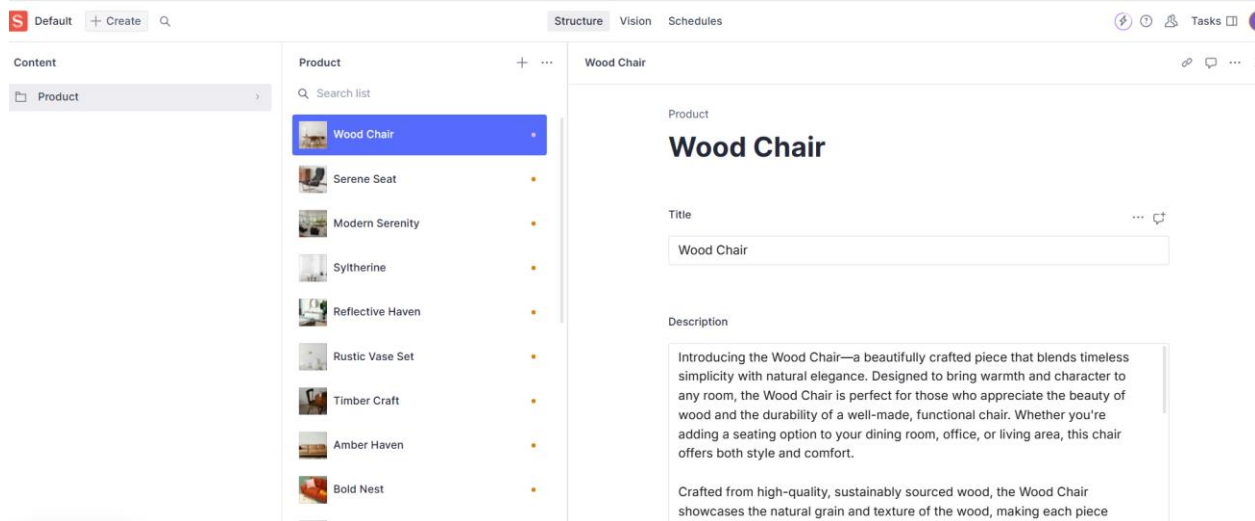 S Default + Create Structure Vision Schedules Tasks
Content
Product
Product
Search list
Wood Chair
Serene Seat
Modern Serenity
Syltherine
Reflective Haven
Rustic Vase Set
Timber Craft
Amber Haven
Bold Nest
Wood Chair
Product
Wood Chair
Title
Wood Chair
Description
Introducing the Wood Chair—a beautifully crafted piece that blends timeless
simplicity with natural elegance. Designed to bring warmth and character to
any room, the Wood Chair is perfect for those who appreciate the beauty of
wood and the durability of a well-made, functional chair. Whether you're
adding a seating option to your dining room, office, or living area, this chair
offers both style and comfort.
Crafted from high-quality, sustainably sourced wood, the Wood Chair
showcases the natural grain and texture of the wood, making each piece